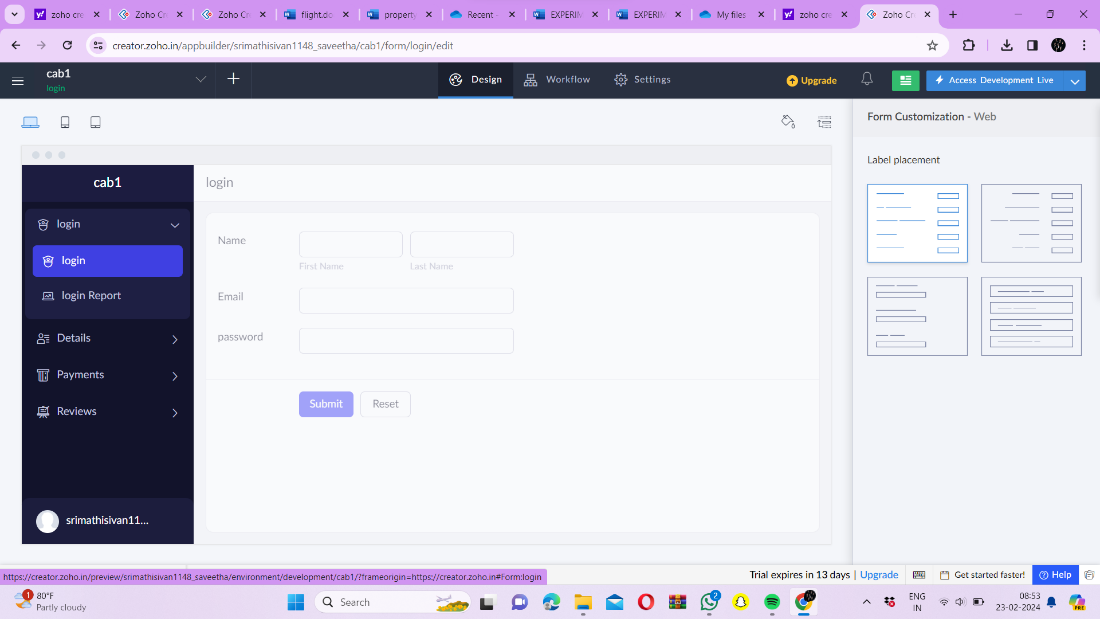 zoho cre
Zoho Cr
Zoho Cr
flight.do
property
Recent -
EXPERIM
EXPERIM
My files
zoho cre
Zoho Cr
creator.zoho.in/appbuilder/srimathisivan1148_saveetha/cab1/form/login/edit
cab1
login
Design
Workflow
Settings
Upgrade
Access Development Live
Form Customization - Web
Label placement
cab1
login
login
login Report
Details
Payments
Reviews
srimathisivan11...
login
Name
First Name
Last Name
Email
password
Submit
Reset
https://creator.zoho.in/preview/srimathisivan1148_saveetha/environment/development/cab1/?frameorigin=https://creator.zoho.in#Form:login
Trial expires in 13 days | Upgrade
Get started faster!
Help
1
80°F
Partly cloudy
Search
2
ENG
IN
08:53
23-02-2024